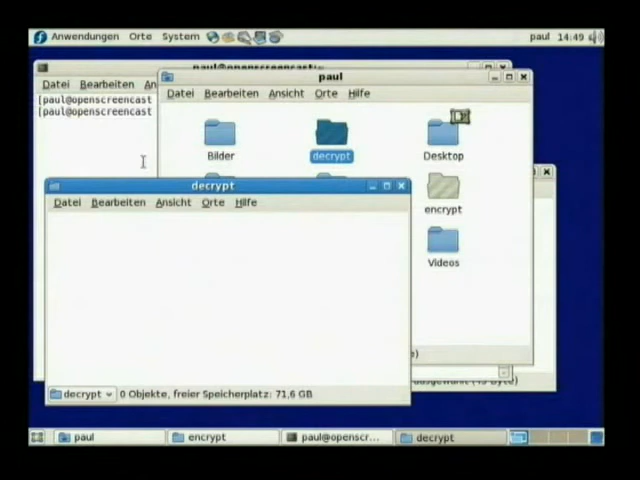 Anwendungen Orte System paul 14:49
paul@openscreencast:~
Datei Bearbeiten An
[paul@openscreencast
[paul@openscreencast
paul
Datei Bearbeiten Ansicht Orte Hilfe
Bilder decrypt Desktop
encrypt
Videos
decrypt
Datei Bearbeiten Ansicht Orte Hilfe
decrypt 0 Objekte, freier Speicherplatz: 71,6 GB
paul encrypt paul@openscr... decrypt